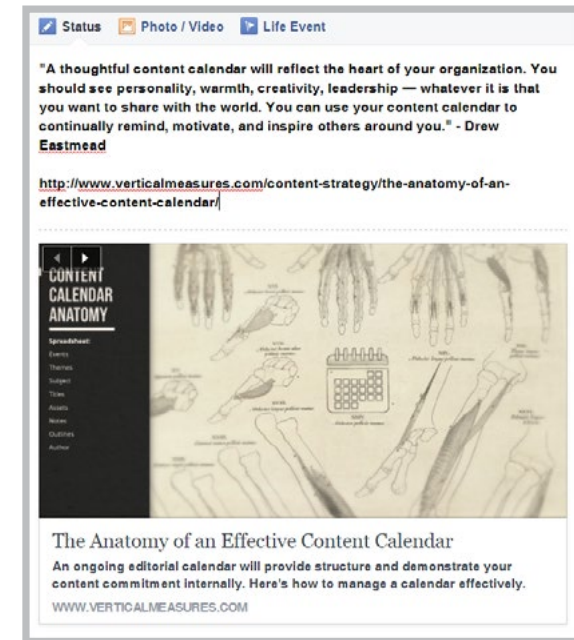 Status Photo / Video Life Event
"A thoughtful content calendar will reflect the heart of your organization. You
should see personality, warmth, creativity, leadership — whatever it is that
you want to share with the world. You can use your content calendar to
continually remind, motivate, and inspire others around you." - Drew
Eastmead
http://www.verticalmeasures.com/content-strategy/the-anatomy-of-an-
effective-content-calendar/
CONTENT
CALENDAR
ANATOMY
Spreadsheet:
Events
Themes
Subject
Titles
Assets
Notes
Outlines
Author
The Anatomy of an Effective Content Calendar
An ongoing editorial calendar will provide structure and demonstrate your
content commitment internally. Here's how to manage a calendar effectively.
WWW.VERTICALMEASURES.COM